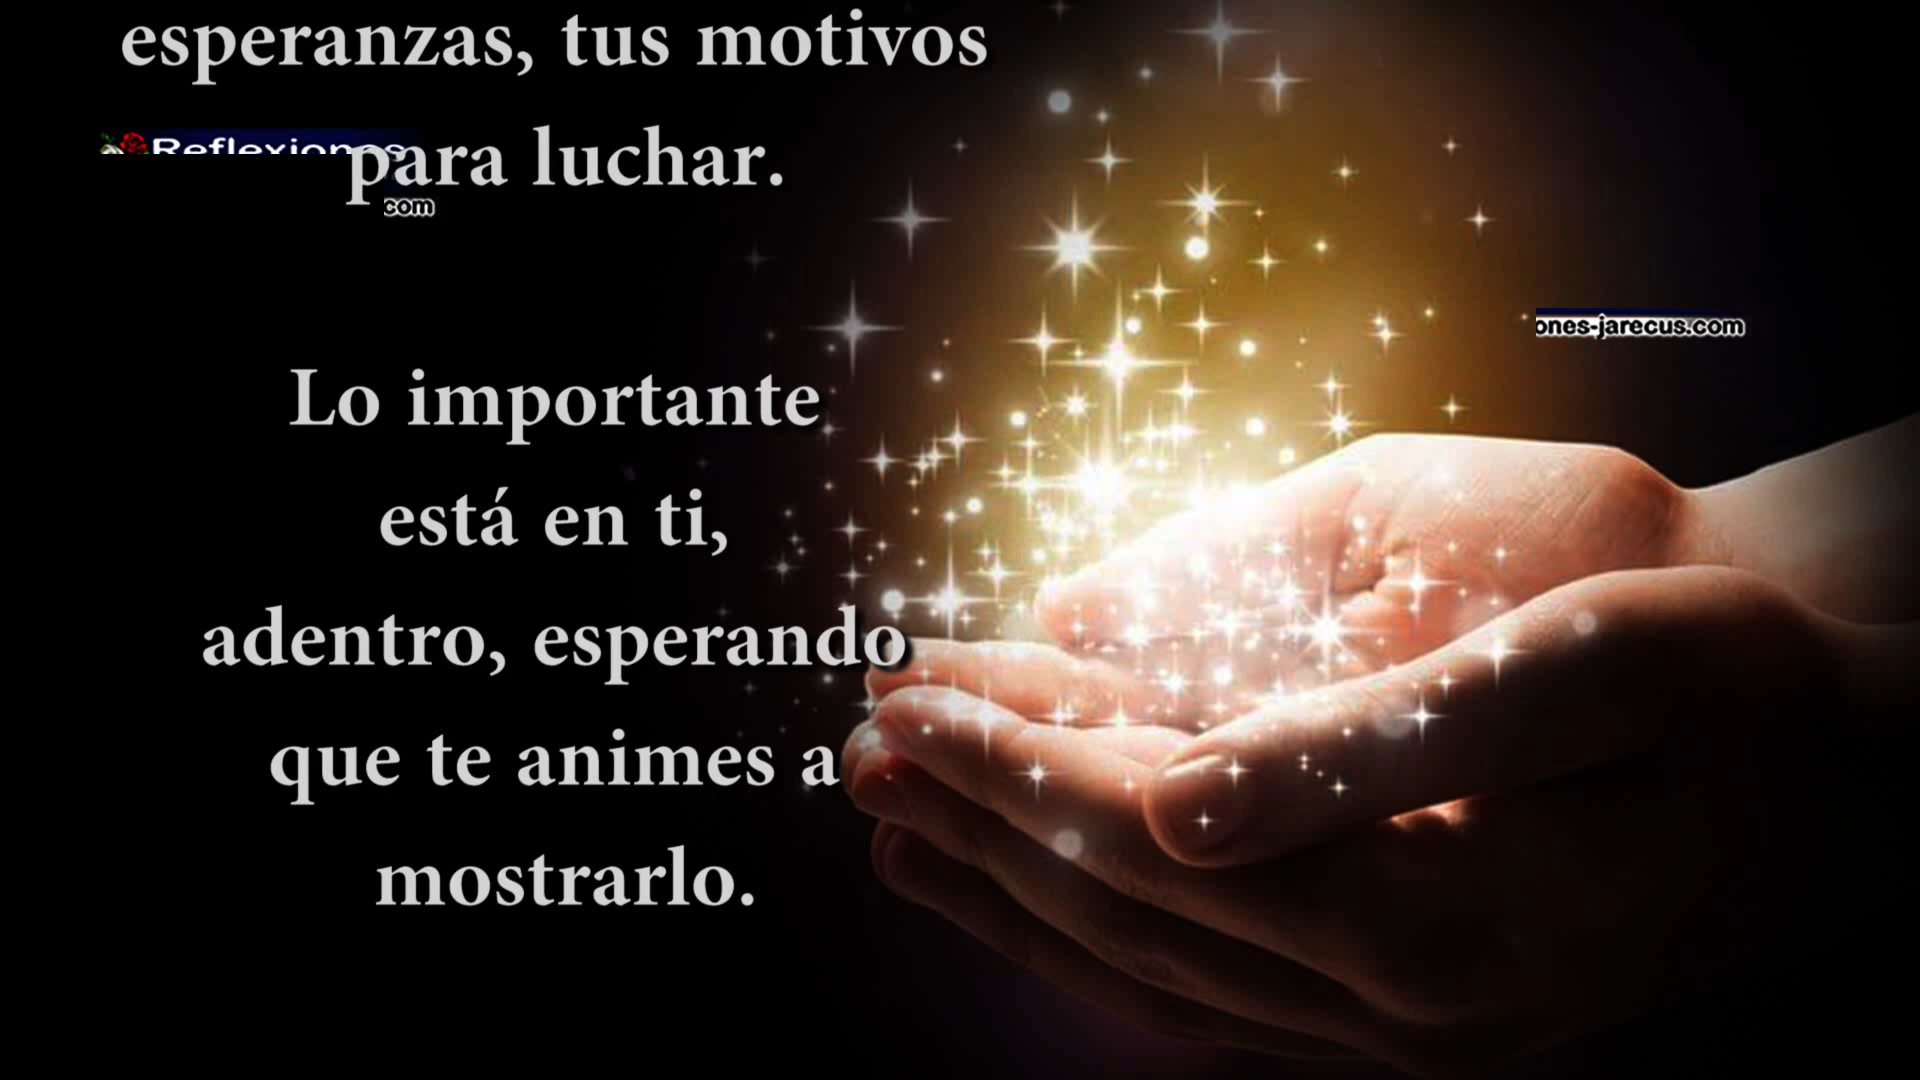 esperanzas, tus motivos
Reflexiones
para luchar.
com
ones-jarecus.com
Lo importante
está en ti,
adentro, esperando
que te animes a
mostrarlo.